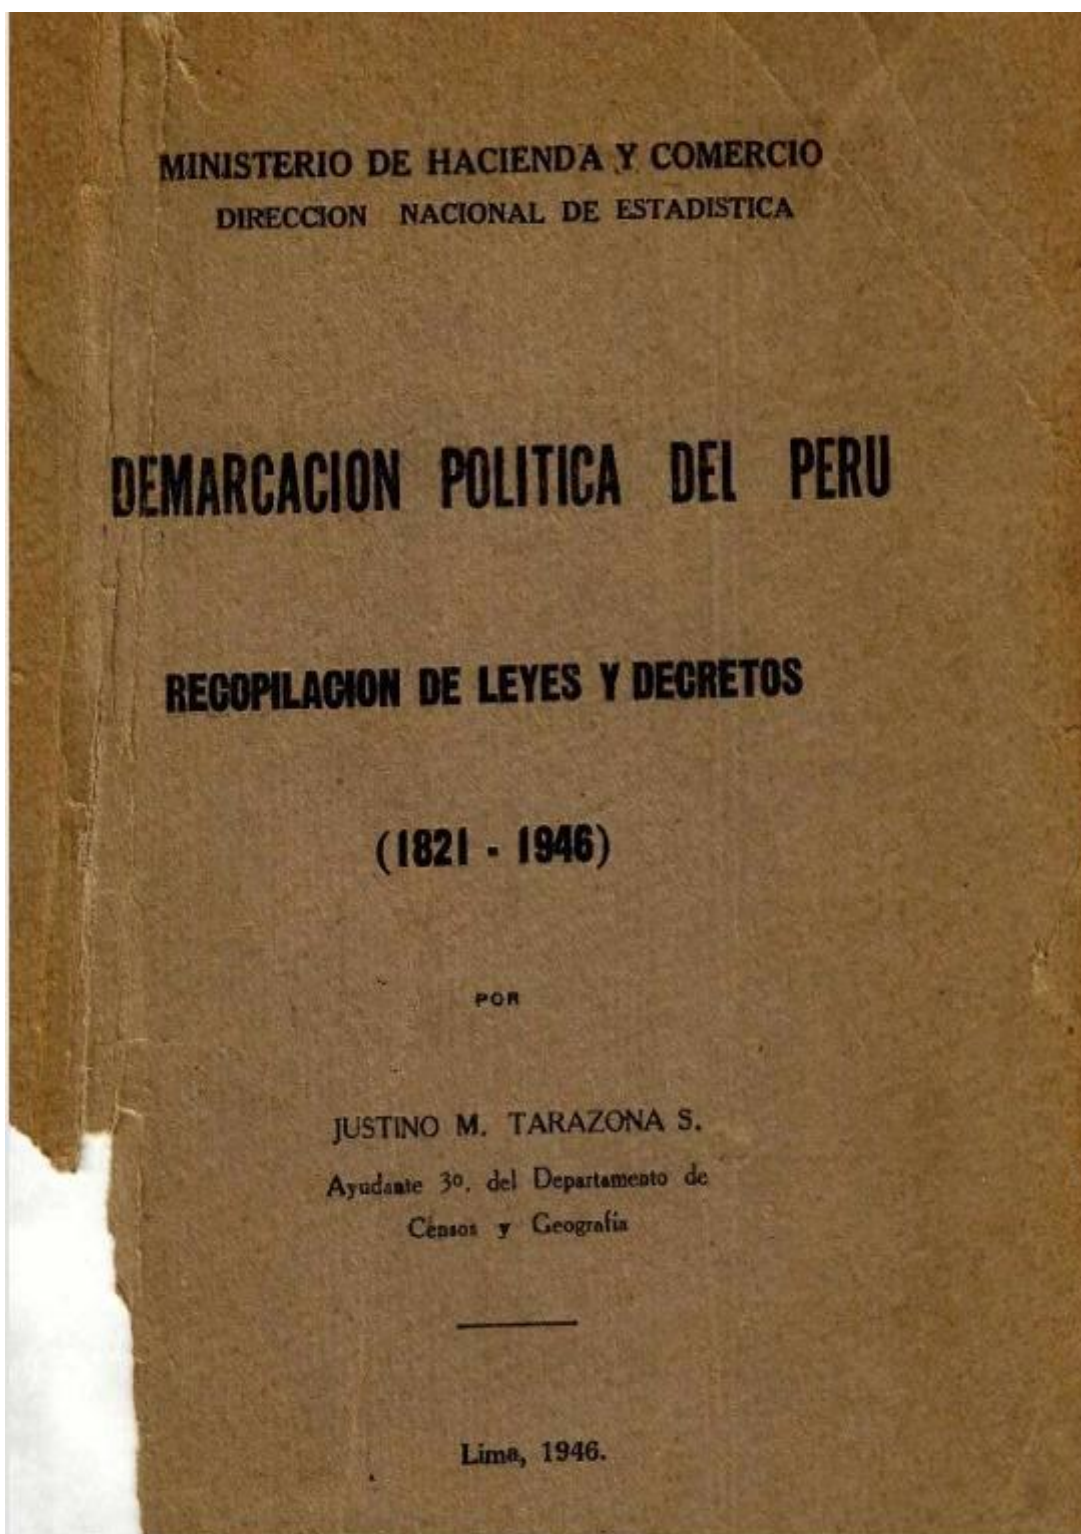 MINISTERIO DE HACIENDA Y COMERCIO
DIRECCION NACIONAL DE ESTADISTICA
DEMARCACION POLITICA DEL PERU
RECOPILACION DE LEYES Y DECRETOS
(1821 - 1946)
POR
JUSTINO M. TARAZONA S.
Ayudante 3º. del Departamento de
Censos y Geografía
Lima, 1946.